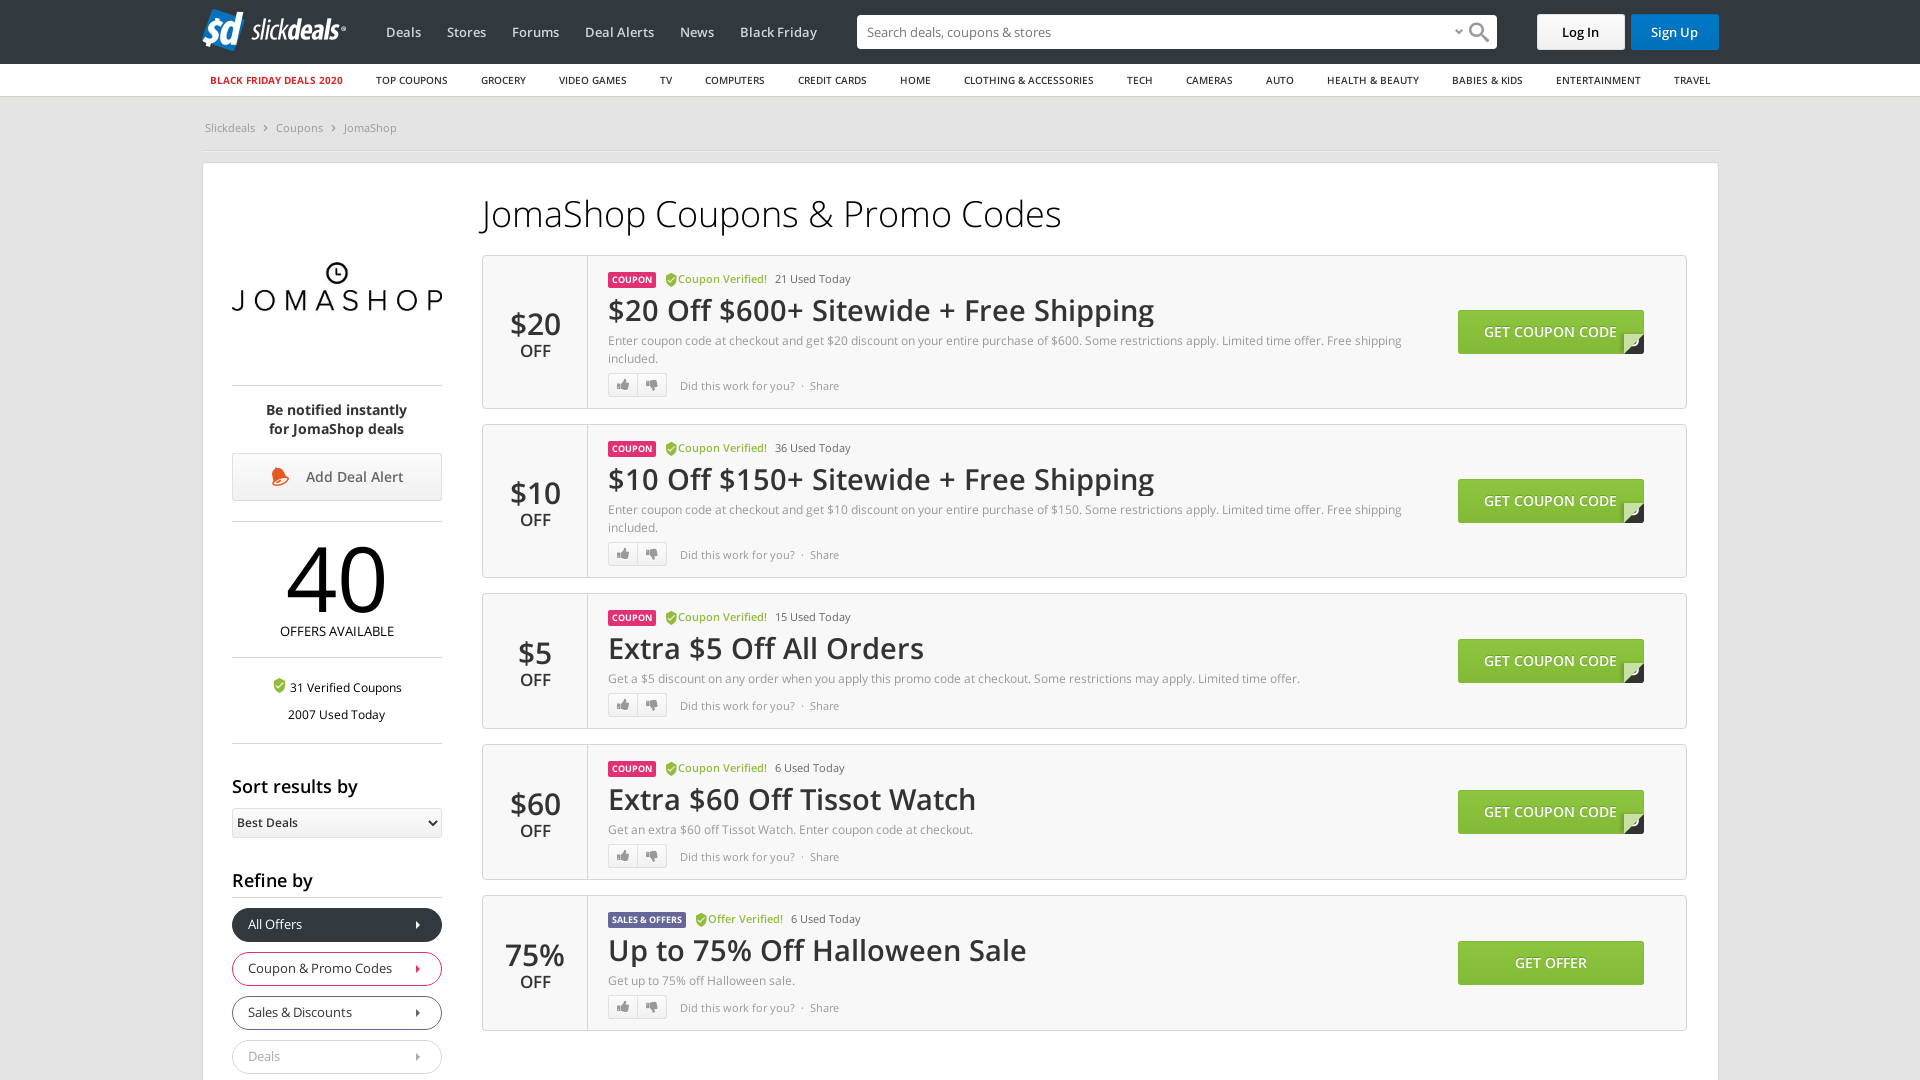 sd slickdeals
Deals
Stores
Forums
Deal Alerts
News
Black Friday
Search deals, coupons & stores
Log In
Sign Up
BLACK FRIDAY DEALS 2020
TOP COUPONS
GROCERY
VIDEO GAMES
TV
COMPUTERS
CREDIT CARDS
HOME
CLOTHING & ACCESSORIES
TECH
CAMERAS
AUTO
HEALTH & BEAUTY
BABIES & KIDS
ENTERTAINMENT
TRAVEL
Slickdeals > Coupons > JomaShop
JOMASHOP
Be notified instantly
for JomaShop deals
Add Deal Alert
40
OFFERS AVAILABLE
31 Verified Coupons
2007 Used Today
Sort results by
Best Deals
Refine by
All Offers
Coupon & Promo Codes
Sales & Discounts
Deals
JomaShop Coupons & Promo Codes
$20
OFF
COUPON Coupon Verified! 21 Used Today
$20 Off $600+ Sitewide + Free Shipping
Enter coupon code at checkout and get $20 discount on your entire purchase of $600. Some restrictions apply. Limited time offer. Free shipping
included.
Did this work for you? · Share
GET COUPON CODE
$10
OFF
COUPON Coupon Verified! 36 Used Today
$10 Off $150+ Sitewide + Free Shipping
Enter coupon code at checkout and get $10 discount on your entire purchase of $150. Some restrictions apply. Limited time offer. Free shipping
included.
Did this work for you? · Share
GET COUPON CODE
$5
OFF
COUPON Coupon Verified! 15 Used Today
Extra $5 Off All Orders
Get a $5 discount on any order when you apply this promo code at checkout. Some restrictions may apply. Limited time offer.
Did this work for you? · Share
GET COUPON CODE
$60
OFF
COUPON Coupon Verified! 6 Used Today
Extra $60 Off Tissot Watch
Get an extra $60 off Tissot Watch. Enter coupon code at checkout.
Did this work for you? · Share
GET COUPON CODE
75%
OFF
SALES & OFFERS Offer Verified! 6 Used Today
Up to 75% Off Halloween Sale
Get up to 75% off Halloween sale.
Did this work for you? · Share
GET OFFER